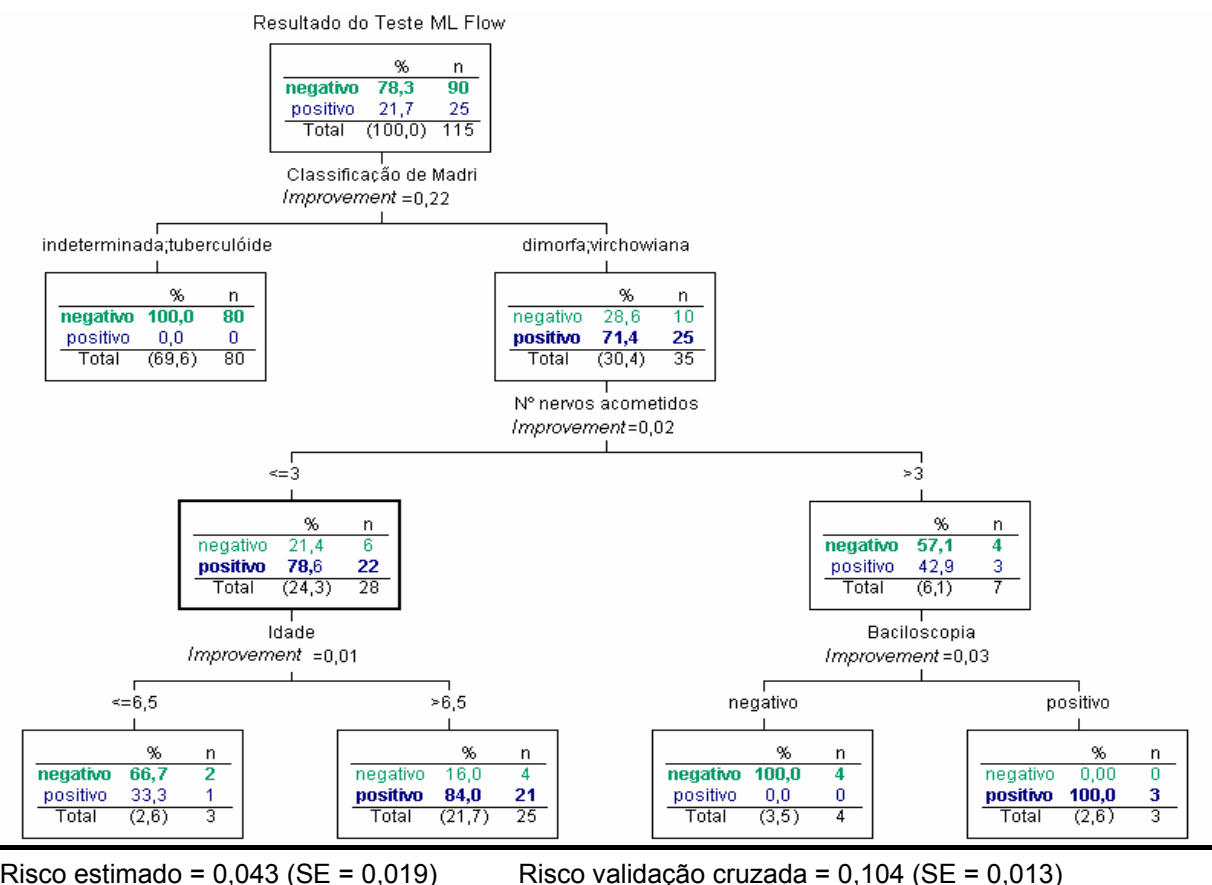 Resultado do Teste ML Flow
% n
negativo 78,3 90
positivo 21,7 25
Total (100,0) 115
Classificação de Madri
Improvement =0,22
indeterminada;tuberculóide
% n
negativo 100,0 80
positivo 0,0 0
Total (69,6) 80
dimorfa;virchowiana
% n
negativo 28,6 10
positivo 71,4 25
Total (30,4) 35
Nº nervos acometidos
Improvement=0,02
<=3
% n
negativo 21,4 6
positivo 78,6 22
Total (24,3) 28
>3
% n
negativo 57,1 4
positivo 42,9 3
Total (6,1) 7
Idade
Improvement =0,01
Baciloscopia
Improvement=0,03
<=6,5
% n
negativo 66,7 2
positivo 33,3 1
Total (2,6) 3
>6,5
% n
negativo 16,0 4
positivo 84,0 21
Total (21,7) 25
negativo
% n
negativo 100,0 4
positivo 0,0 0
Total (3,5) 4
positivo
% n
negativo 0,00 0
positivo 100,0 3
Total (2,6) 3
Risco estimado = 0,043 (SE = 0,019) Risco validação cruzada = 0,104 (SE = 0,013)